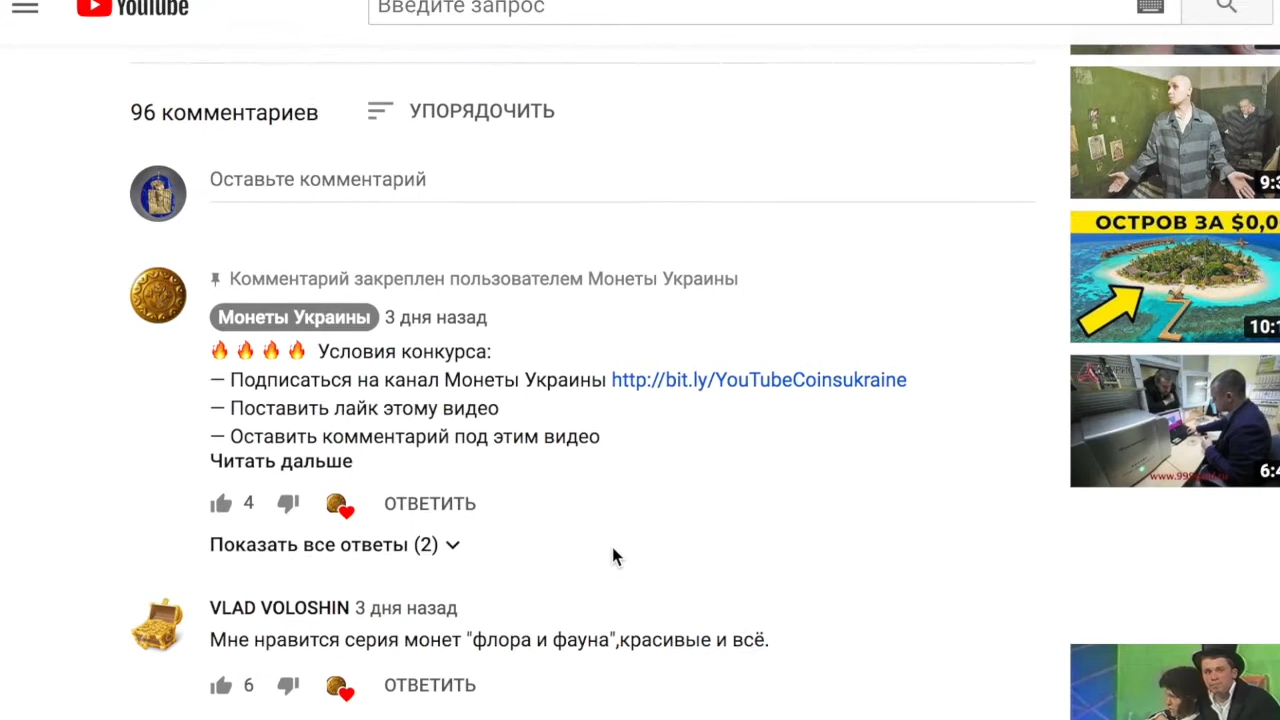 YouTube
Введите запрос
96 комментариев
УПОРЯДОЧИТЬ
Оставьте комментарий
Комментарий закреплен пользователем Монеты Украины
Монеты Украины 3 дня назад
Условия конкурса:
— Подписаться на канал Монеты Украины http://bit.ly/YouTubeCoinsukraine
— Поставить лайк этому видео
— Оставить комментарий под этим видео
Читать дальше
4 ОТВЕТИТЬ
Показать все ответы (2)
VLAD VOLOSHIN 3 дня назад
Мне нравится серия монет "флора и фауна",красивые и всё.
6 ОТВЕТИТЬ
9:3
ОСТРОВ ЗА $0,0
10:1
6:4